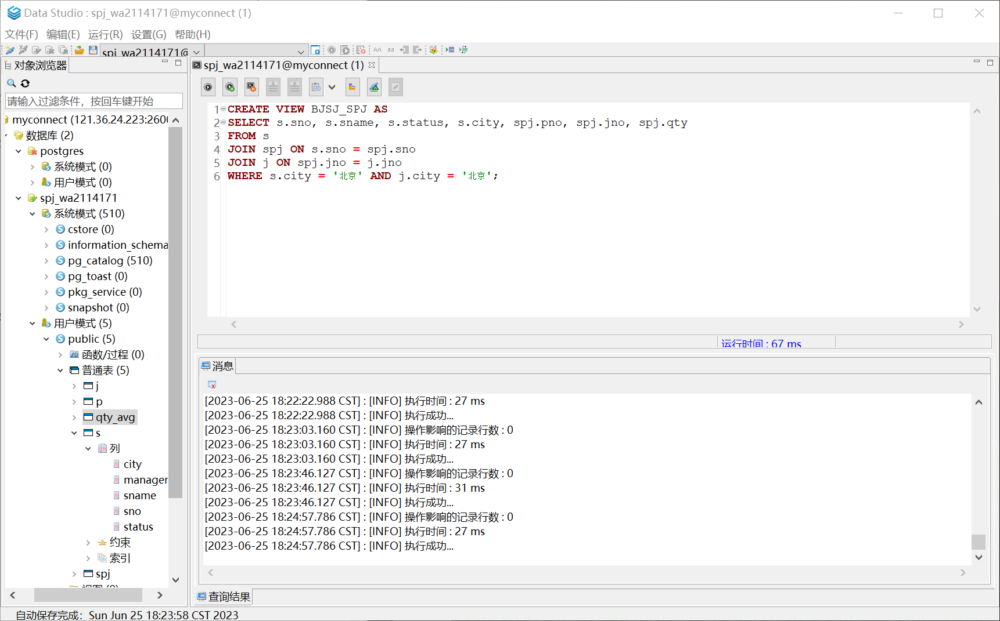 Data Studio : spj_wa2114171@myconnect (1)
文件(F) 编辑(E) 运行(R) 设置(G) 帮助(H)
spj_wa2114171@
AA aa
对象浏览器
请输入过滤条件，按回车键开始
myconnect (121.36.24.223:260
数据库 (2)
postgres
系统模式 (0)
用户模式 (0)
spj_wa2114171
系统模式 (510)
cstore (0)
information_schema
pg_catalog (510)
pg_toast (0)
pkg_service (0)
snapshot (0)
用户模式 (5)
public (5)
函数/过程 (0)
普通表 (5)
j
p
qty_avg
s
列
city
manager
sname
sno
status
约束
索引
spj
视图 (0)
spj_wa2114171@myconnect (1)
1 CREATE VIEW BJSJ_SPJ AS
2 SELECT s.sno, s.sname, s.status, s.city, spj.pno, spj.jno, spj.qty
3 FROM s
4 JOIN spj ON s.sno = spj.sno
5 JOIN j ON spj.jno = j.jno
6 WHERE s.city = '北京' AND j.city = '北京';
运行时间 : 67 ms
消息
[2023-06-25 18:22:22.988 CST] : [INFO] 执行时间 : 27 ms
[2023-06-25 18:22:22.988 CST] : [INFO] 执行成功...
[2023-06-25 18:23:03.160 CST] : [INFO] 操作影响的记录行数 : 0
[2023-06-25 18:23:03.160 CST] : [INFO] 执行时间 : 27 ms
[2023-06-25 18:23:03.160 CST] : [INFO] 执行成功...
[2023-06-25 18:23:46.127 CST] : [INFO] 操作影响的记录行数 : 0
[2023-06-25 18:23:46.127 CST] : [INFO] 执行时间 : 31 ms
[2023-06-25 18:23:46.127 CST] : [INFO] 执行成功...
[2023-06-25 18:24:57.786 CST] : [INFO] 操作影响的记录行数 : 0
[2023-06-25 18:24:57.786 CST] : [INFO] 执行时间 : 27 ms
[2023-06-25 18:24:57.786 CST] : [INFO] 执行成功...
查询结果
自动保存完成：Sun Jun 25 18:23:58 CST 2023